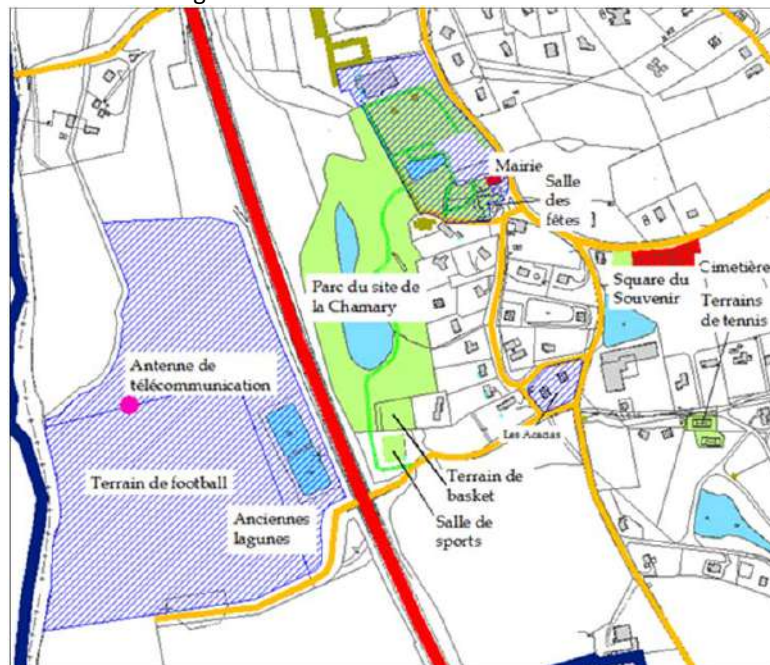 Mairie
Salle
des
fêtes
Parc du site de
la Chamary
Square du
Souvenir
Cimetière
Terrains
de tennis
Antenne de
télécommunication
Les Acacias
Terrain de football
Terrain de
basket
Anciennes
lagunes
Salle de
sports